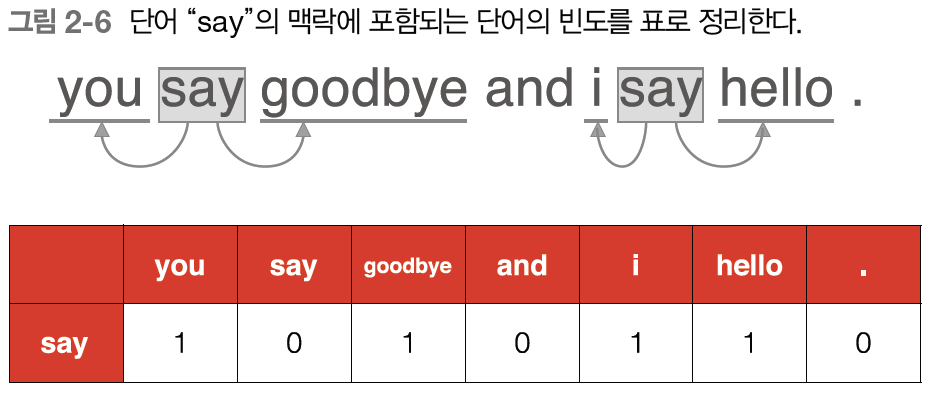 그림 2-6 단어 “say”의 맥락에 포함되는 단어의 빈도를 표로 정리한다.
you say goodbye and i say hello .
you say goodbye and i hello .
say 1 0 1 0 1 1 0